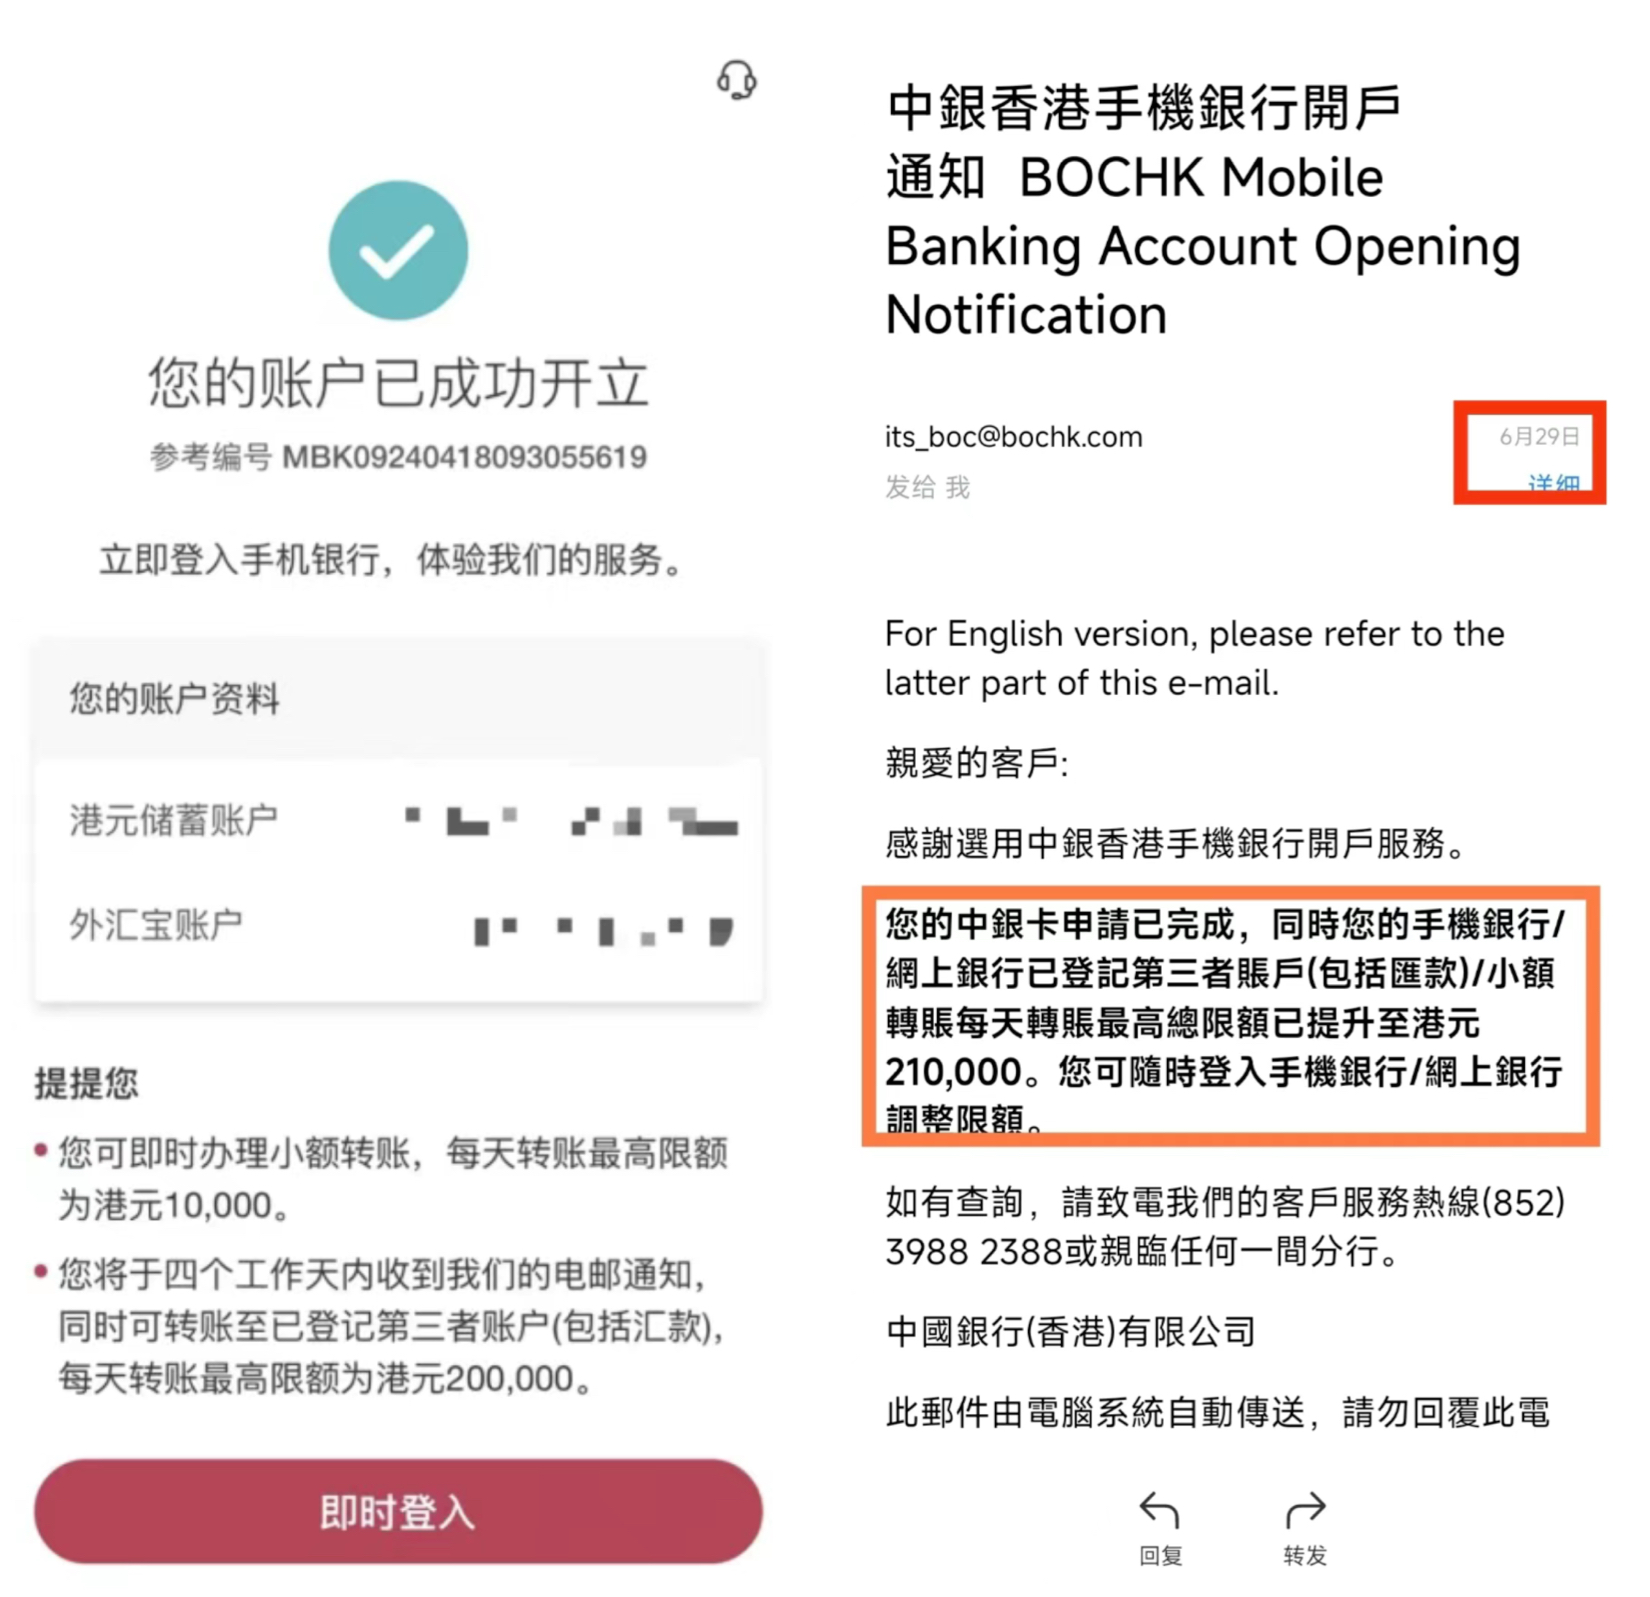 您的账户已成功开立
参考编号 MBK09240418093055619
立即登入手机银行，体验我们的服务。
您的账户资料
港元储蓄账户
外汇宝账户
提提您
您可即时办理小额转账，每天转账最高限额
为港元10,000。
您将于四个工作天内收到我们的电邮通知，
同时可转账至已登记第三者账户(包括汇款)，
每天转账最高限额为港元200,000。
即时登入
中銀香港手機銀行開戶
通知 BOCHK Mobile
Banking Account Opening
Notification
its_boc@bochk.com
6月29日
发给 我
详细
For English version, please refer to the
latter part of this e-mail.
親愛的客戶:
感謝選用中銀香港手機銀行開戶服務。
您的中銀卡申請已完成，同時您的手機銀行/
網上銀行已登記第三者賬戶(包括匯款)/小額
轉賬每天轉賬最高總限額已提升至港元
210,000。您可隨時登入手機銀行/網上銀行
調整限額。
如有查詢，請致電我們的客戶服務熱線(852)
3988 2388或親臨任何一間分行。
中國銀行(香港)有限公司
此郵件由電腦系統自動傳送，請勿回覆此電
回复
转发